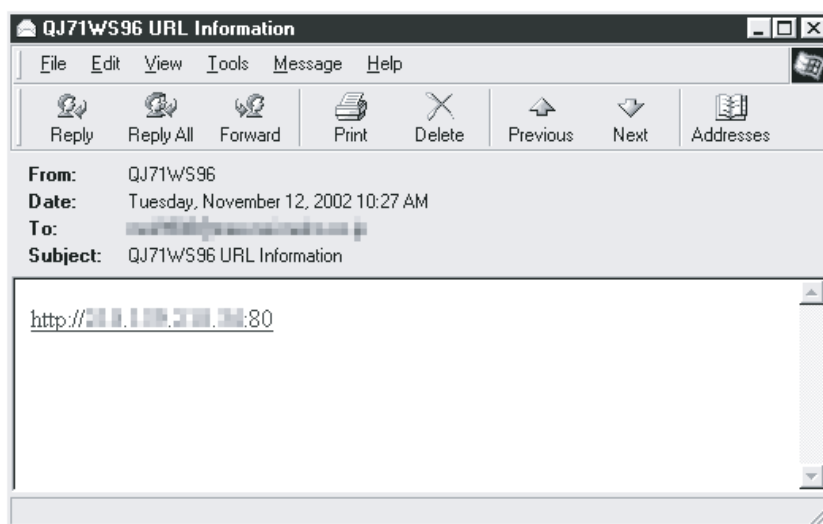 QJ71WS96 URL Information
File Edit View Tools Message Help
Reply Reply All Forward Print Delete Previous Next Addresses
From: QJ71WS96
Date: Tuesday, November 12, 2002 10:27 AM
To:
Subject: QJ71WS96 URL Information
http:// :80